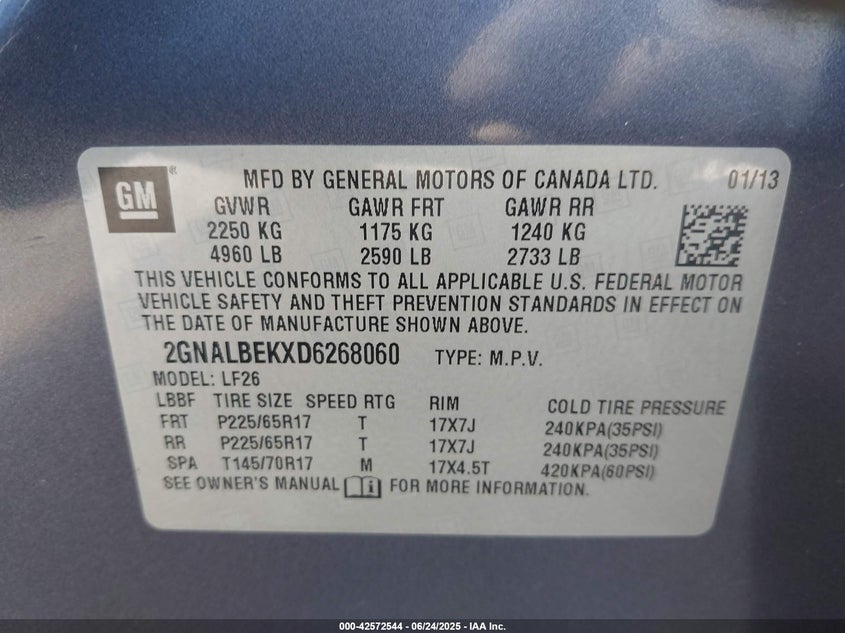 GM ® MFD BY GENERAL MOTORS OF CANADA LTD. 01/13
GVWR GAWR FRT GAWR RR
2250 KG 1175 KG 1240 KG
4960 LB 2590 LB 2733 LB
THIS VEHICLE CONFORMS TO ALL APPLICABLE U.S. FEDERAL MOTOR
VEHICLE SAFETY AND THEFT PREVENTION STANDARDS IN EFFECT ON
THE DATE OF MANUFACTURE SHOWN ABOVE.
2GNALBEKXD6268060 TYPE: M.P.V.
MODEL: LF26
LBBF TIRE SIZE SPEED RTG RIM COLD TIRE PRESSURE
FRT P225/65R17 T 17X7J 240KPA(35PSI)
RR P225/65R17 T 17X7J 240KPA(35PSI)
SPA T145/70R17 M 17X4.5T 420KPA(60PSI)
SEE OWNER'S MANUAL FOR MORE INFORMATION.
000-42572544 / 06/24/2025 - IAA Inc.